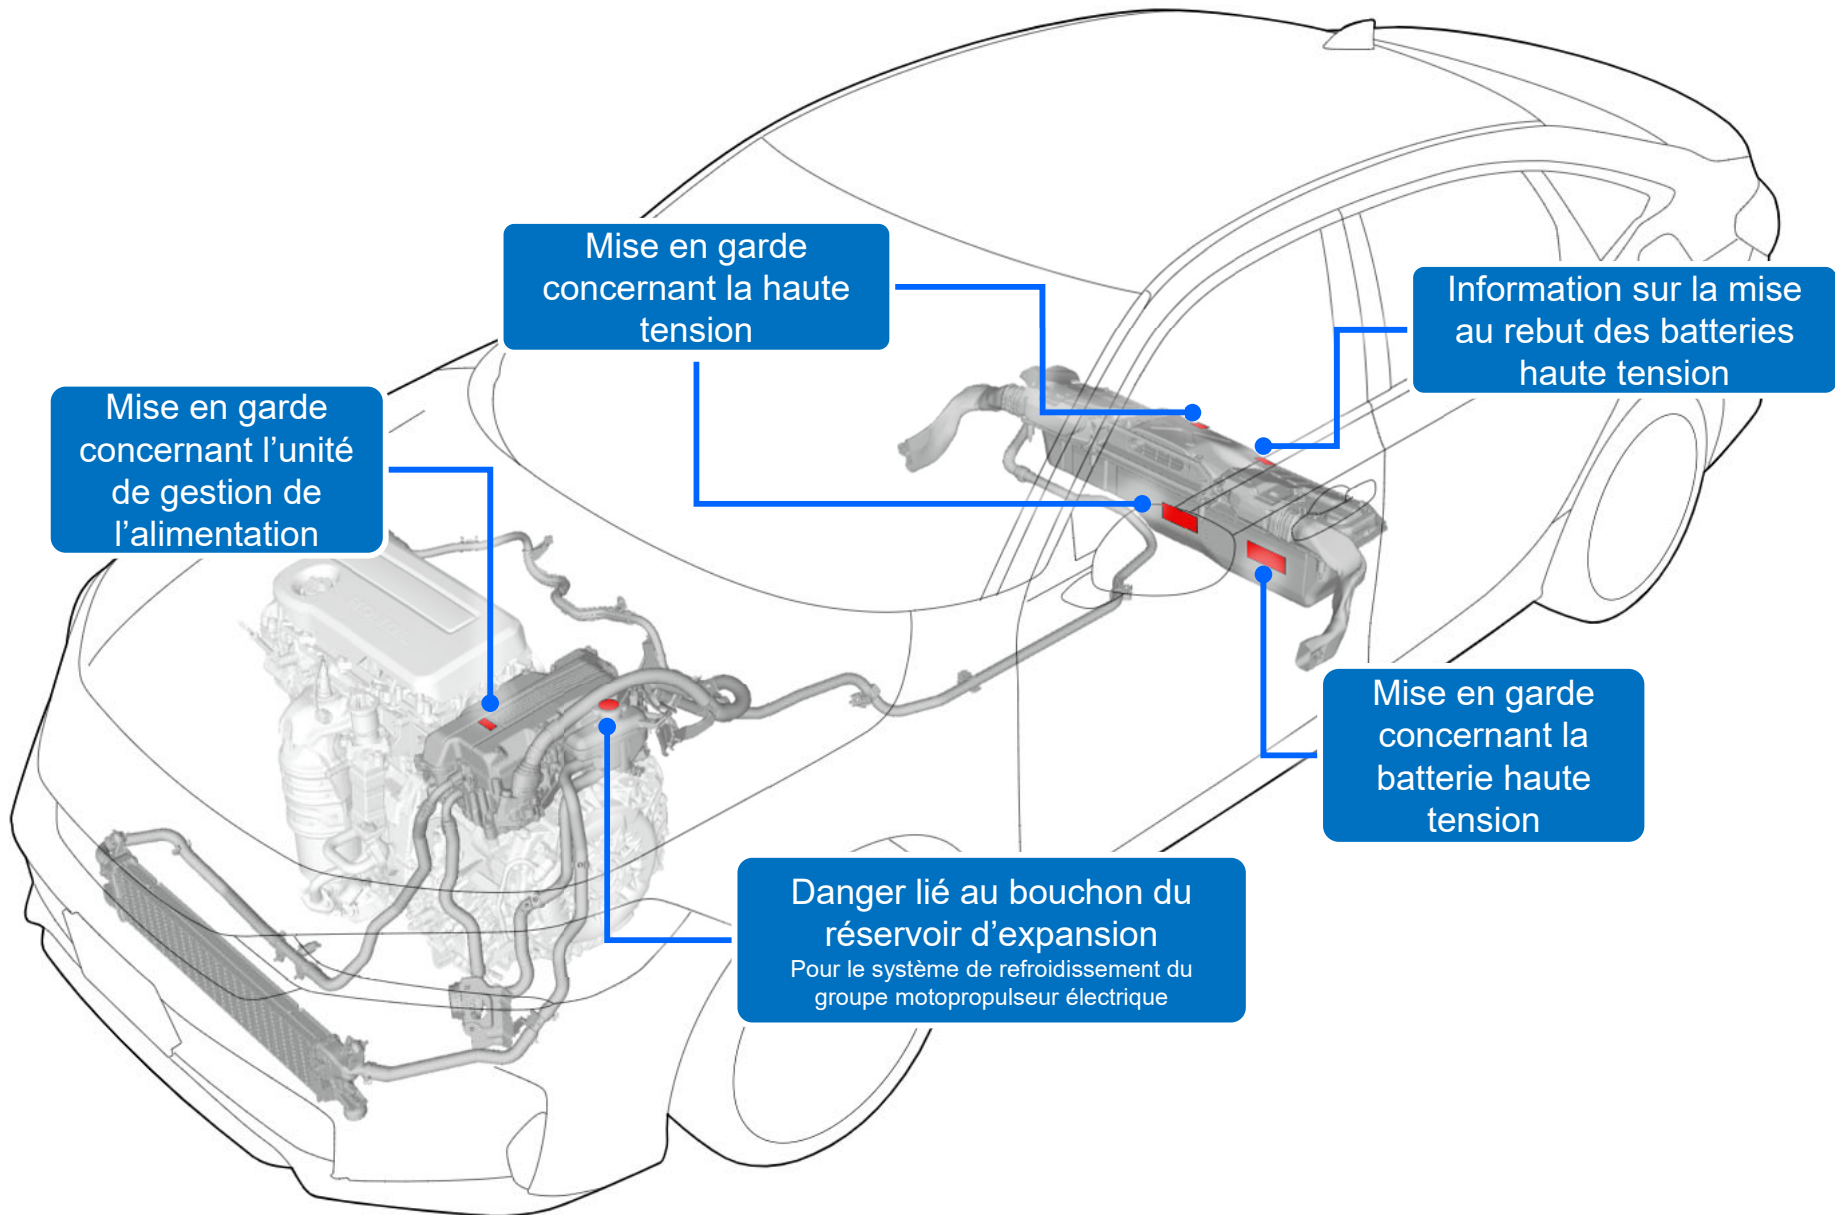 Mise en garde
concernant la haute
tension
Information sur la mise
au rebut des batteries
haute tension
Mise en garde
concernant l’unité
de gestion de
l’alimentation
Mise en garde
concernant la
batterie haute
tension
Danger lié au bouchon du
réservoir d’expansion
Pour le système de refroidissement du
groupe motopropulseur électrique